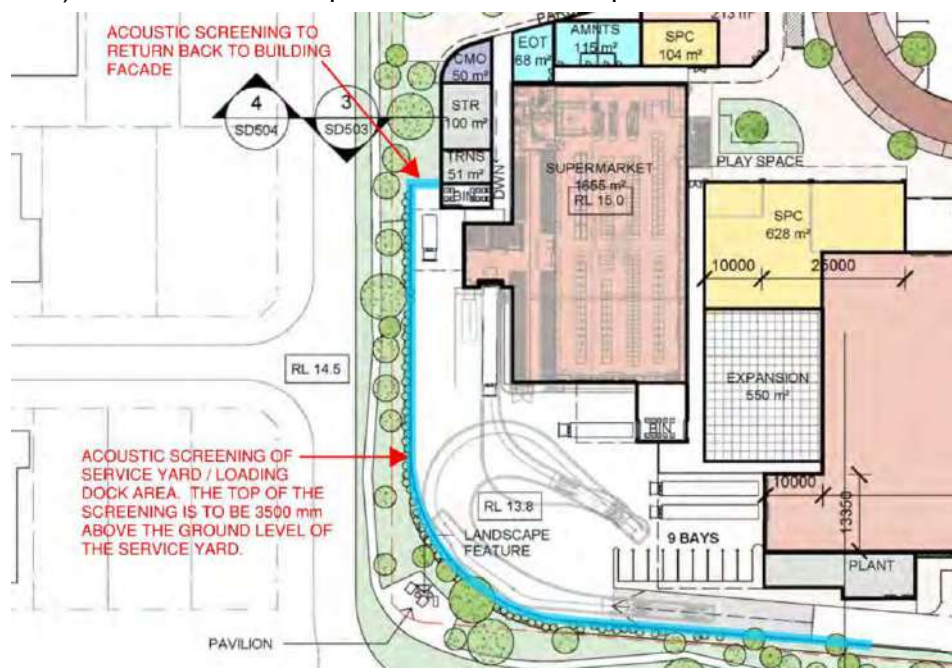 ACOUSTIC SCREENING TO
RETURN BACK TO BUILDING
FACADE
EOT
68 m²
AMNTS
115 m²
SPC
104 m²
213 m²
CMO
50 m²
STR
100 m²
TRNS
51 m²
BIN
DWN
4
SD504
3
SD503
SUPERMARKET
1655 m²
RL 15.0
PLAY SPACE
SPC
628 m²
10000
25000
EXPANSION
550 m²
RL 14.5
BIN
ACOUSTIC SCREENING OF
SERVICE YARD / LOADING
DOCK AREA. THE TOP OF THE
SCREENING IS TO BE 3500 mm
ABOVE THE GROUND LEVEL OF
THE SERVICE YARD.
RL 13.8
LANDSCAPE
FEATURE
10000
13350
9 BAYS
PLANT
PAVILION